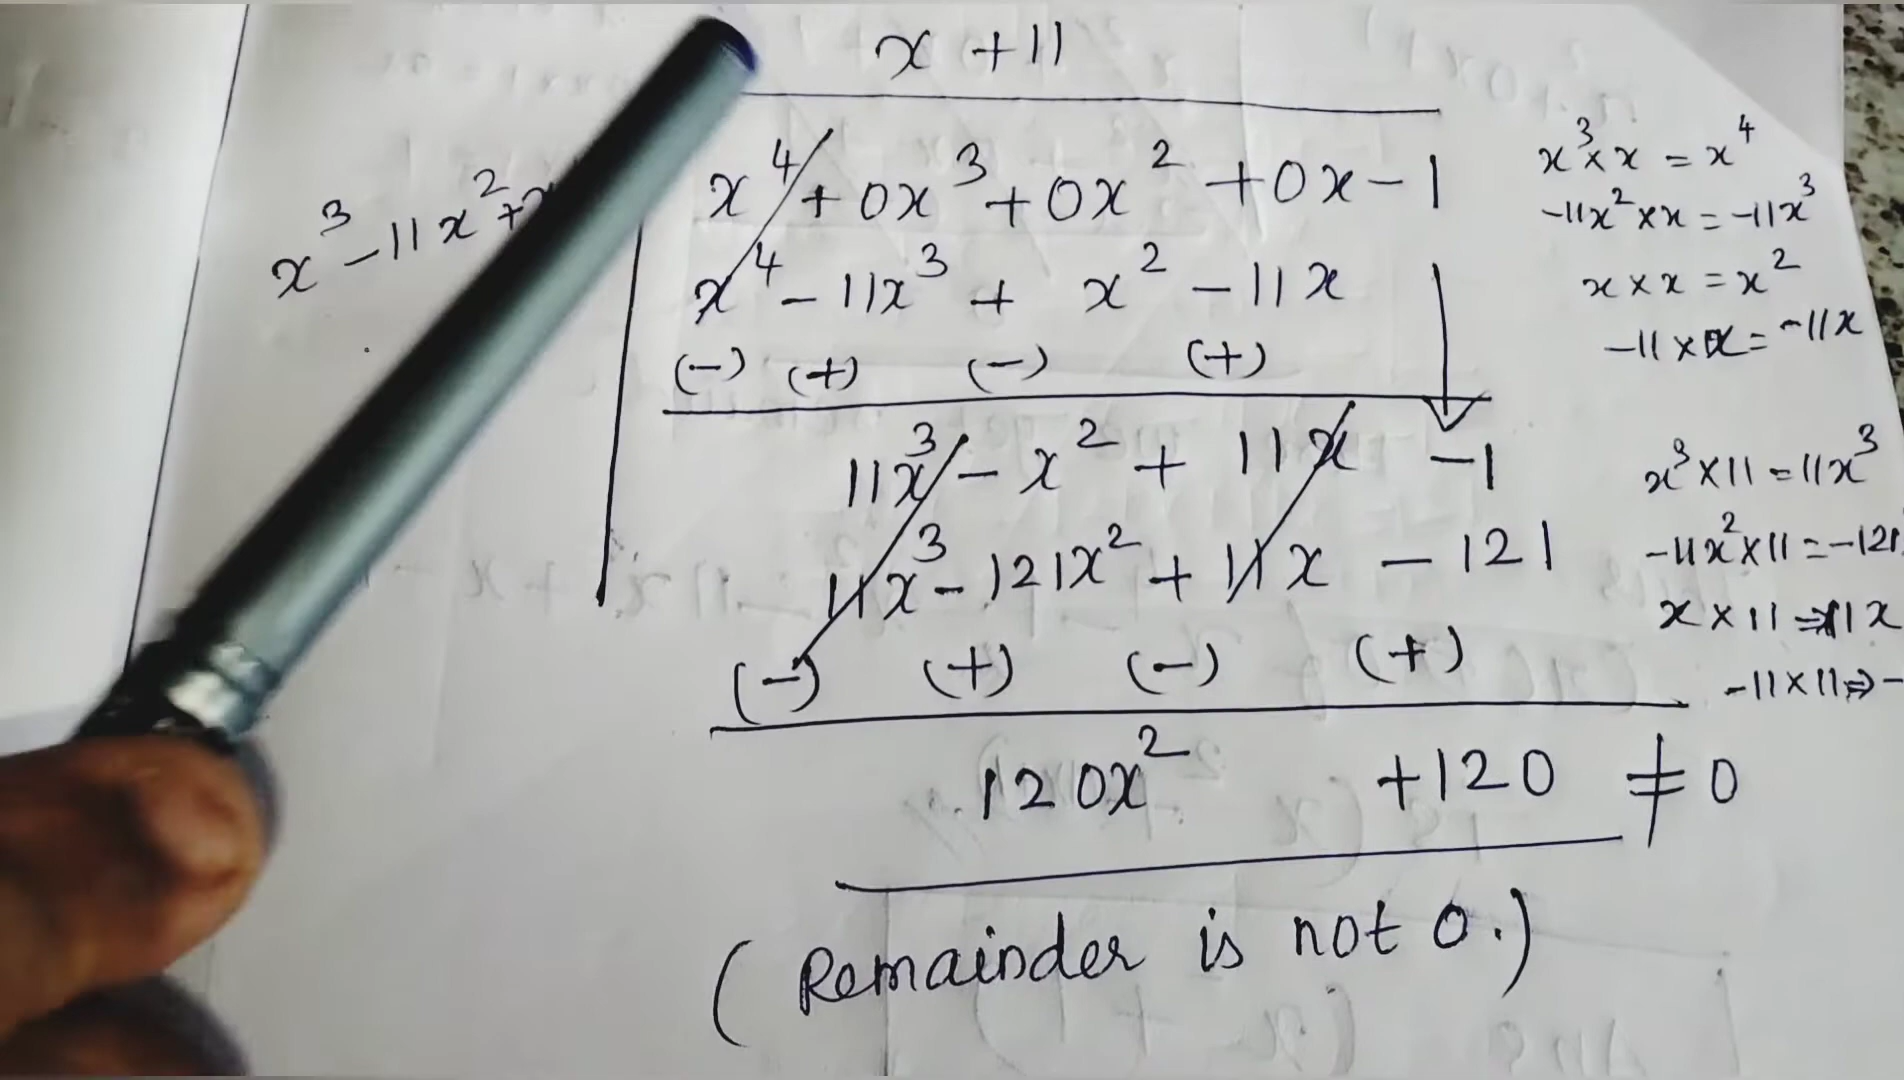 x + 11
x³ - 11x² +
x⁴ + 0x³ + 0x² + 0x - 1
x⁴ - 11x³ + x² - 11x
(-) (+) (-) (+)
11x³ - x² + 11x - 1
11x³ - 121x² + 11x - 121
(-) (+) (-) (+)
120x² + 120 ≠ 0
(Remainder is not 0.)
x³ × x = x⁴
-11x² × x = -11x³
x × x = x²
-11 × x = -11x
x³ × 11 = 11x³
-11x² × 11 = -121
x × 11 ⇒ 11x
-11 × 11 ⇒ -